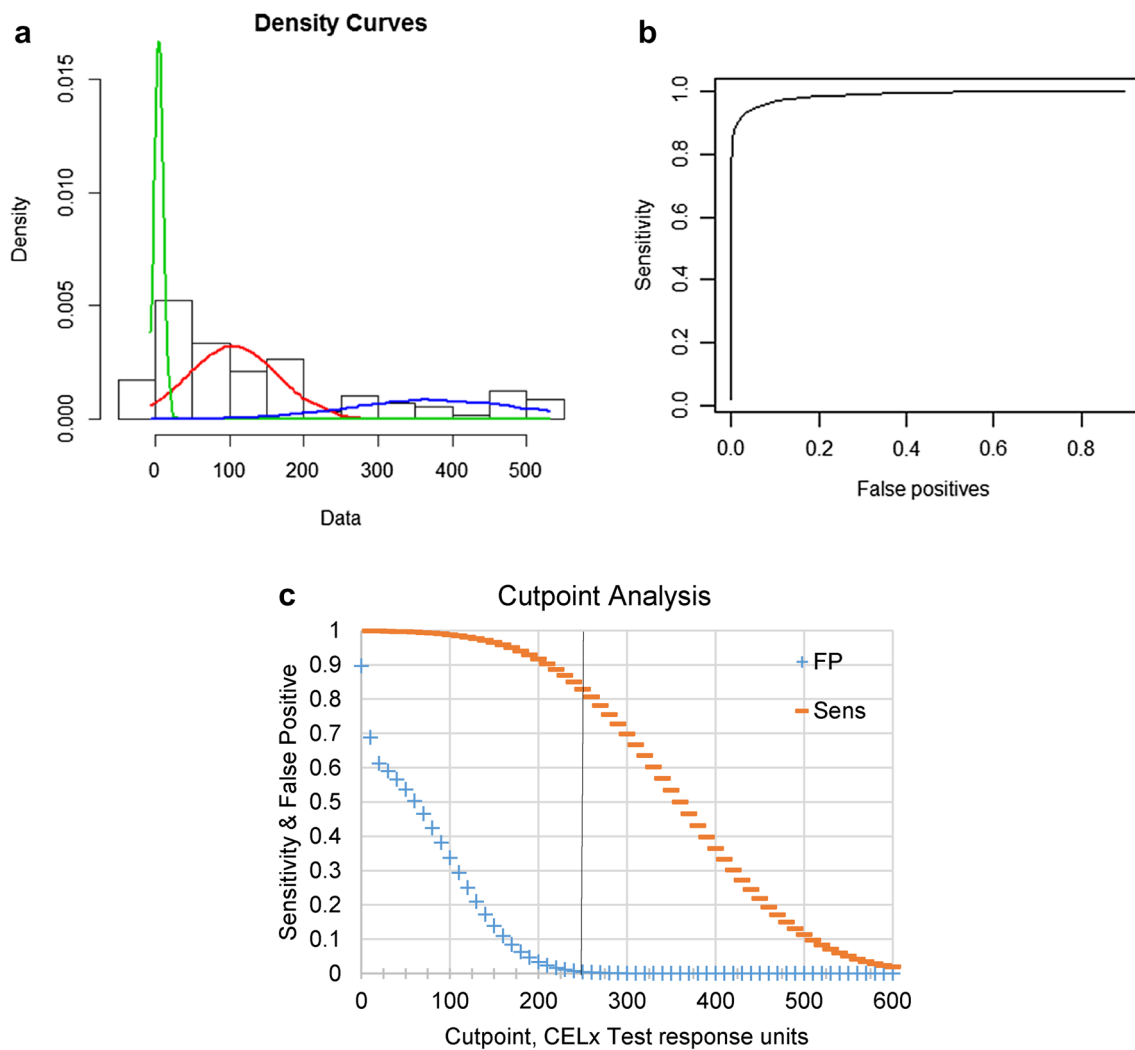 a
Density Curves
Density
0.015
0.010
0.005
0.000
0 100 200 300 400 500
Data
b
Sensitivity
1.0
0.8
0.6
0.4
0.2
0.0
0.0 0.2 0.4 0.6 0.8
False positives
c
Cutpoint Analysis
Sensitivity & False Positive
1
0.9
0.8
0.7
0.6
0.5
0.4
0.3
0.2
0.1
0
FP
Sens
0 100 200 300 400 500 600
Cutpoint, CELx Test response units